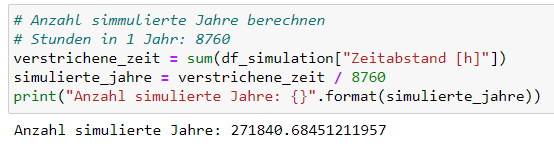 # Anzahl simmulierte Jahre berechnen
# Stunden in 1 Jahr: 8760
verstrichene_zeit = sum(df_simulation["Zeitabstand [h]"])
simulierte_jahre = verstrichene_zeit / 8760
print("Anzahl simulierte Jahre: {}".format(simulierte_jahre))
Anzahl simulierte Jahre: 271840.68451211957